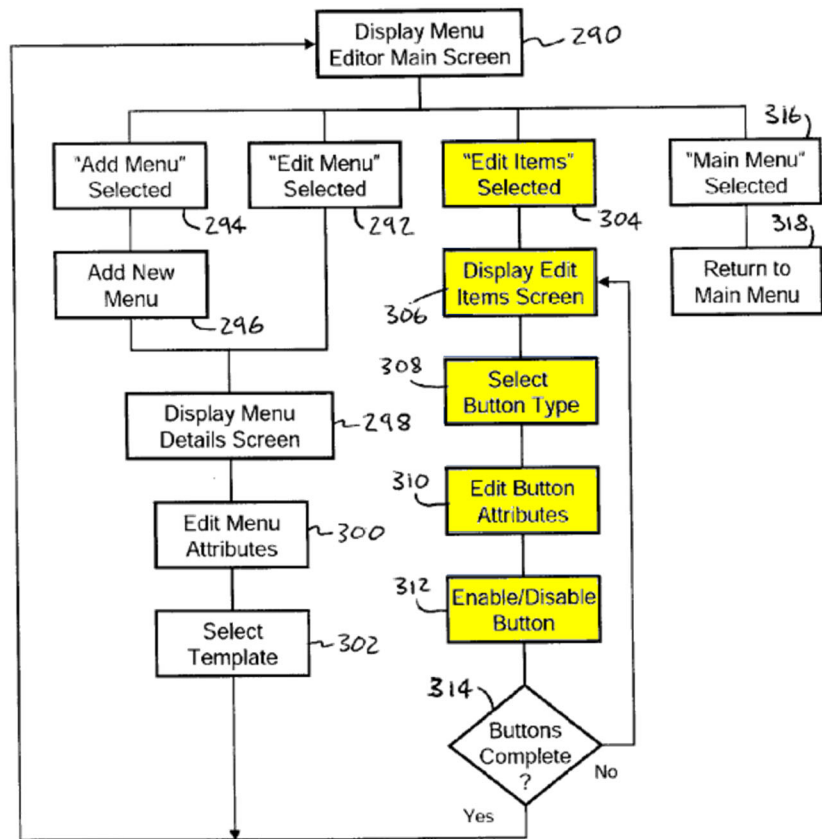 Display Menu
Editor Main Screen
290
"Add Menu"
Selected
294
"Edit Menu"
Selected
292
"Edit Items"
Selected
304
316
"Main Menu"
Selected
318
Add New
Menu
296
Display Edit
Items Screen
306
Return to
Main Menu
308
Select
Button Type
Display Menu
Details Screen
298
310
Edit Button
Attributes
Edit Menu
Attributes
300
312
Enable/Disable
Button
Select
Template
302
314
Buttons
Complete
?
No
Yes